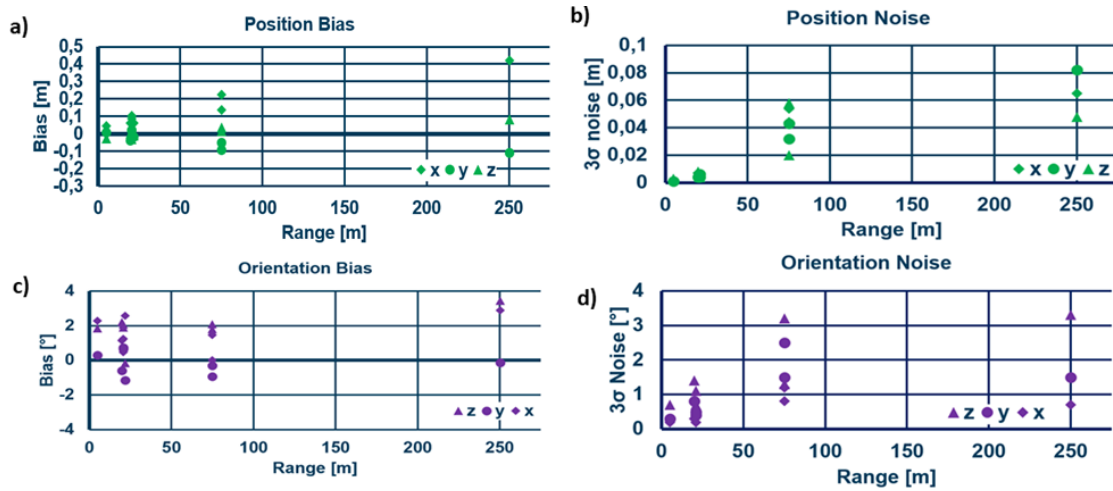 a)
Position Bias
0,5
0,4
0,3
0,2
0,1
0
-0,1
-0,2
-0,3
Bias [m]
x y z
0 50 100 150 200 250
Range [m]
b)
Position Noise
0,1
0,08
0,06
0,04
0,02
0
3σ noise [m]
x y z
0 50 100 150 200 250
Range [m]
c)
Orientation Bias
4
2
0
-2
-4
Bias [°]
z y x
0 50 100 150 200 250
Range [m]
d)
Orientation Noise
4
3
2
1
0
3σ Noise [°]
z y x
0 50 100 150 200 250
Range [m]